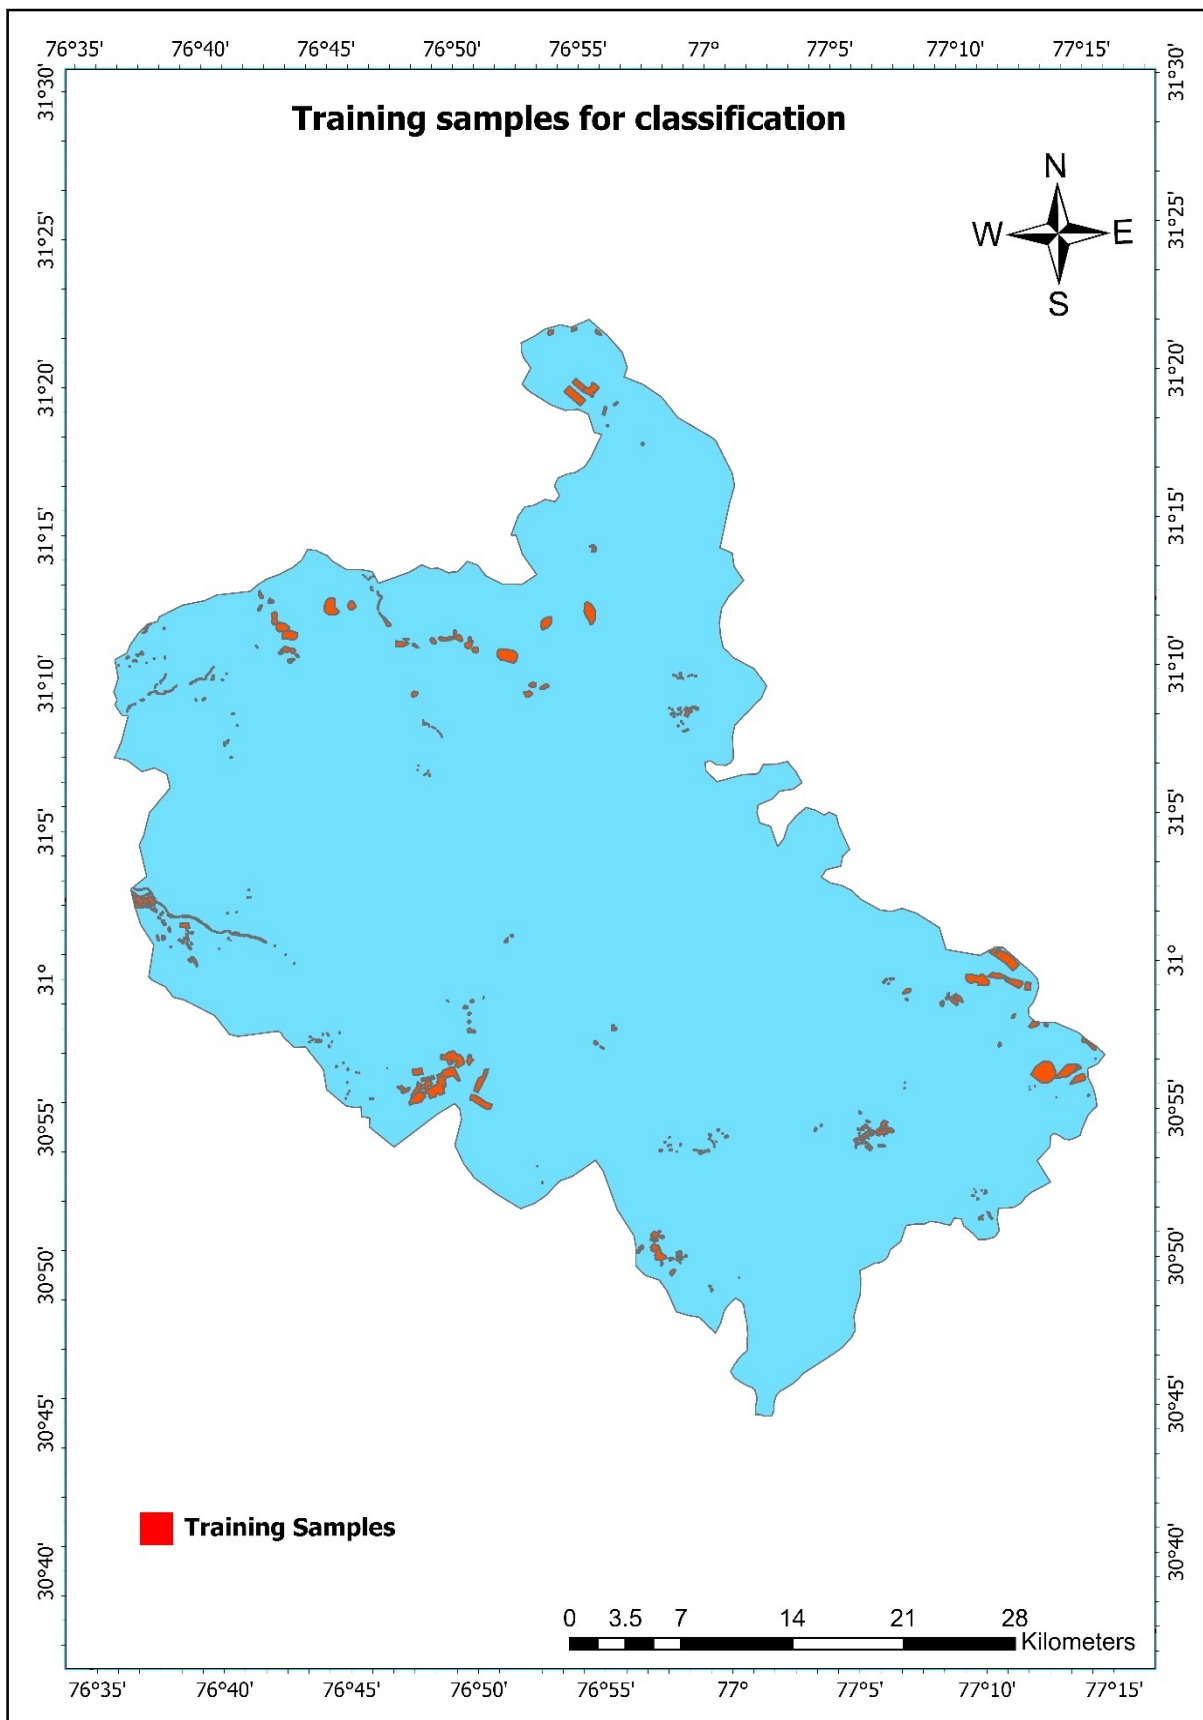 76°35' 76°40' 76°45' 76°50' 76°55' 77° 77°5' 77°10' 77°15'
31°30' 31°30'
Training samples for classification
N
W E
S
31°25' 31°25'
31°20' 31°20'
31°15' 31°15'
31°10' 31°10'
31°5' 31°5'
31° 31°
30°55' 30°55'
30°50' 30°50'
30°45' 30°45'
Training Samples
30°40' 30°40'
0 3.5 7 14 21 28
Kilometers
76°35' 76°40' 76°45' 76°50' 76°55' 77° 77°5' 77°10' 77°15'